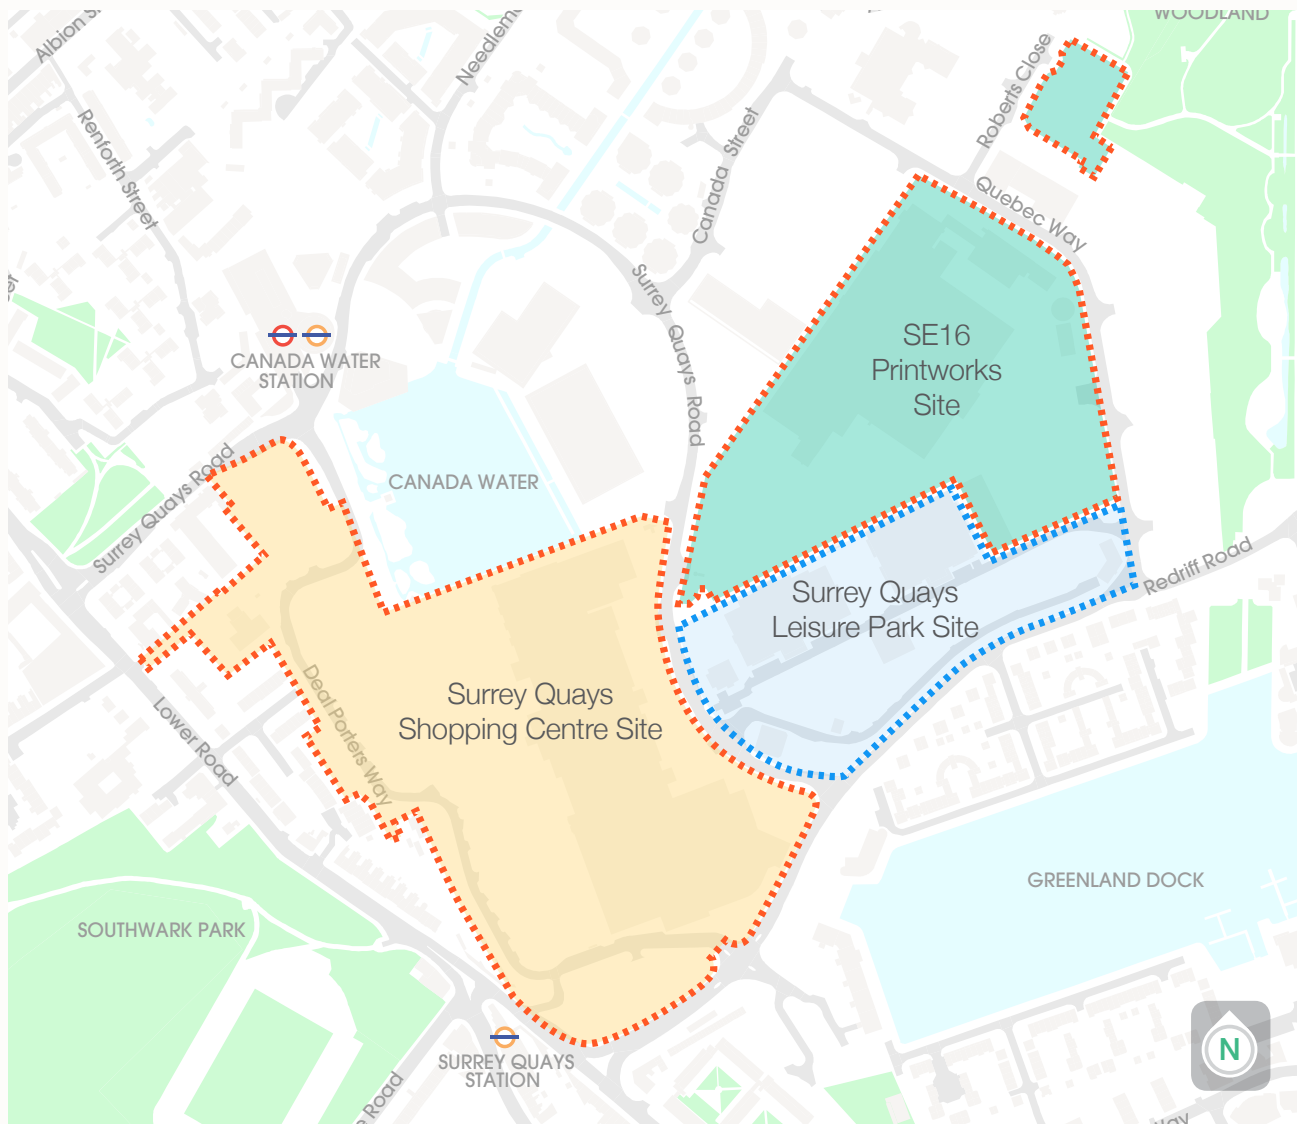 WOODLAND
Albion S
Needlem
Roberts Close
Renforth Street
Canada Street
Quebec Way
Surrey Quays Road
CANADA WATER
STATION
SE16
Printworks
Site
CANADA WATER
Surrey Quays Road
Redriff Road
Surrey Quays
Leisure Park Site
Deal Porters Way
Surrey Quays
Shopping Centre Site
Lower Road
GREENLAND DOCK
SOUTHWARK PARK
N
SURREY QUAYS
STATION
e Road